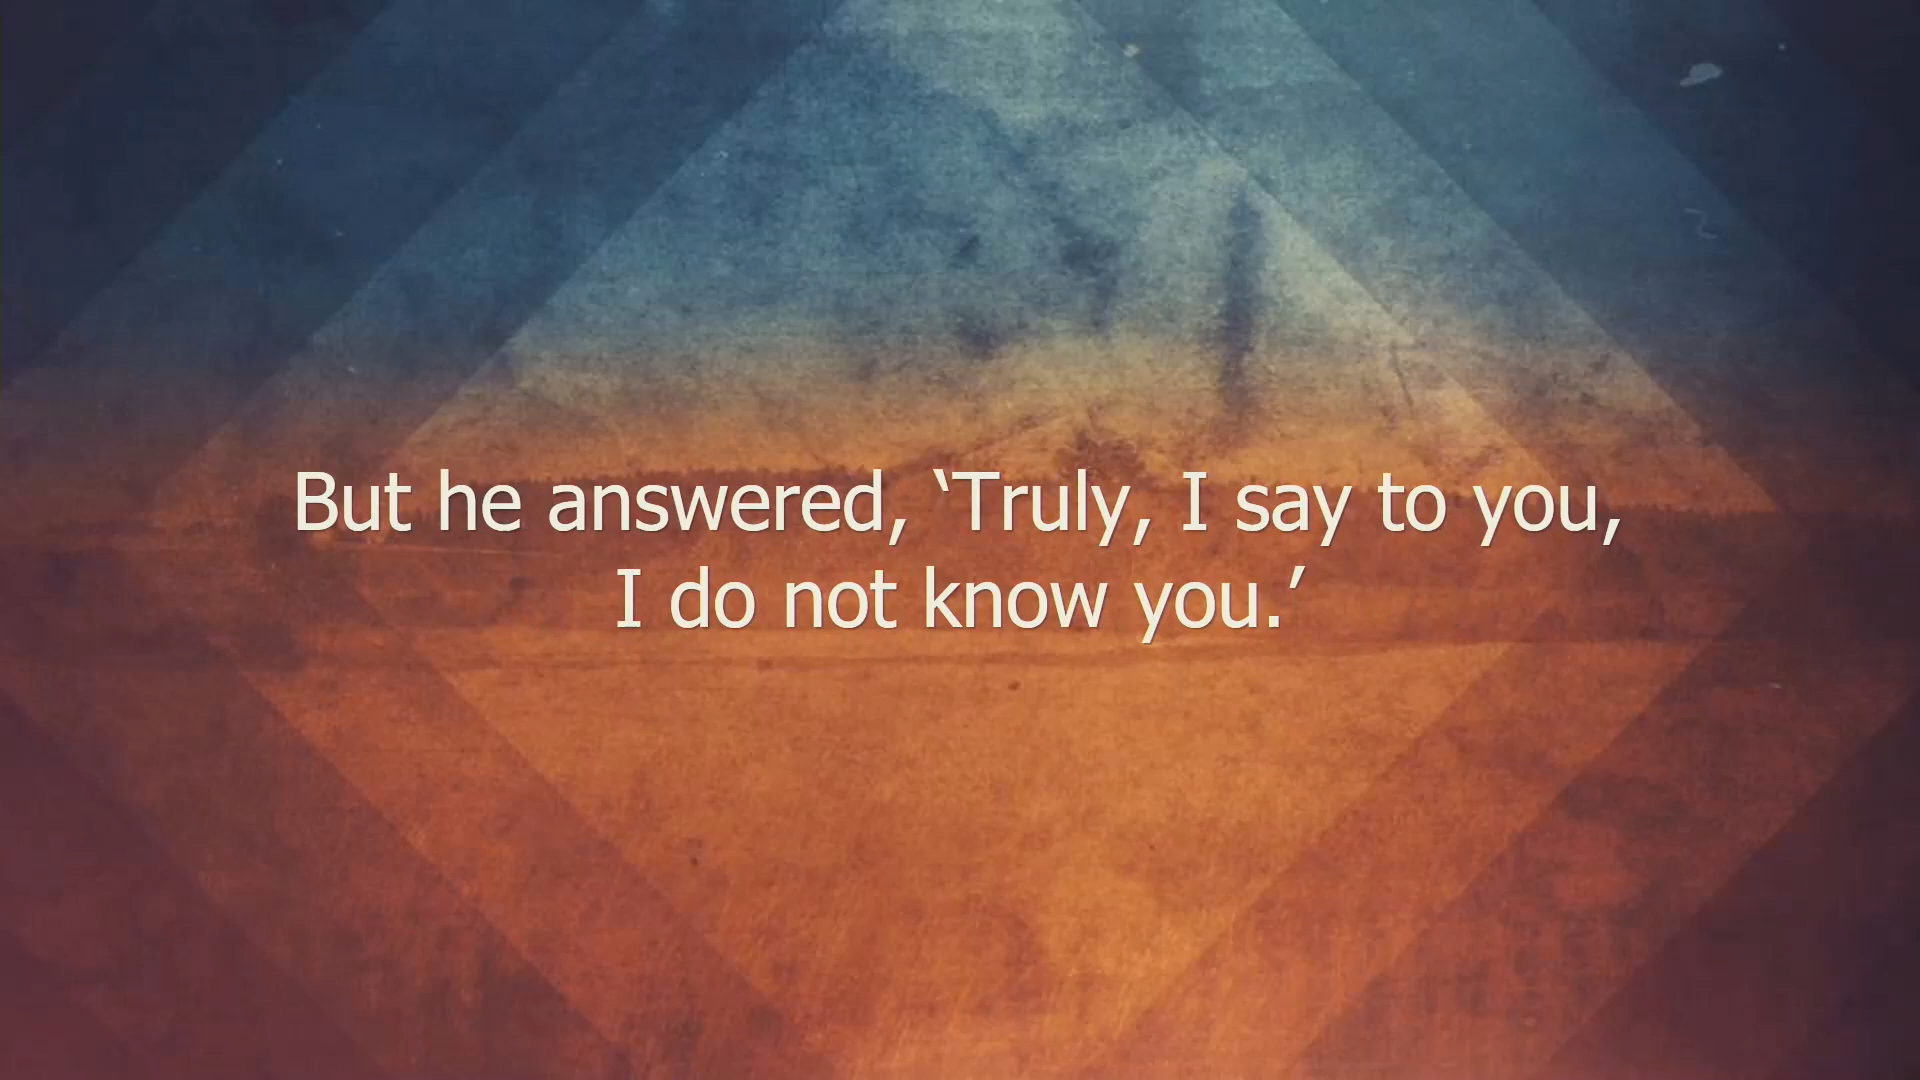 But he answered, ‘Truly, I say to you,
I do not know you.’